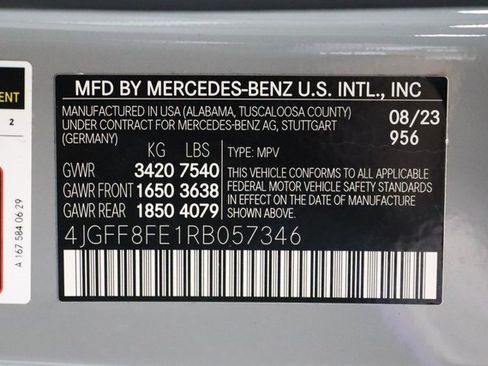 MFD BY MERCEDES-BENZ U.S. INTL., INC
MANUFACTURED IN USA (ALABAMA, TUSCALOOSA COUNTY)
UNDER CONTRACT FOR MERCEDES-BENZ AG, STUTTGART
(GERMANY)
08/23
956
KG LBS
GVWR 3420 7540
GAWR FRONT 1650 3638
GAWR REAR 1850 4079
TYPE: MPV
THIS VEHICLE CONFORMS TO ALL APPLICABLE
FEDERAL MOTOR VEHICLE SAFETY STANDARDS
IN EFFECT ON THE DATE OF MANUFACTURE
SHOWN ABOVE.
4JGFF8FE1RB057346
ENT
2
A 167 584 06 29